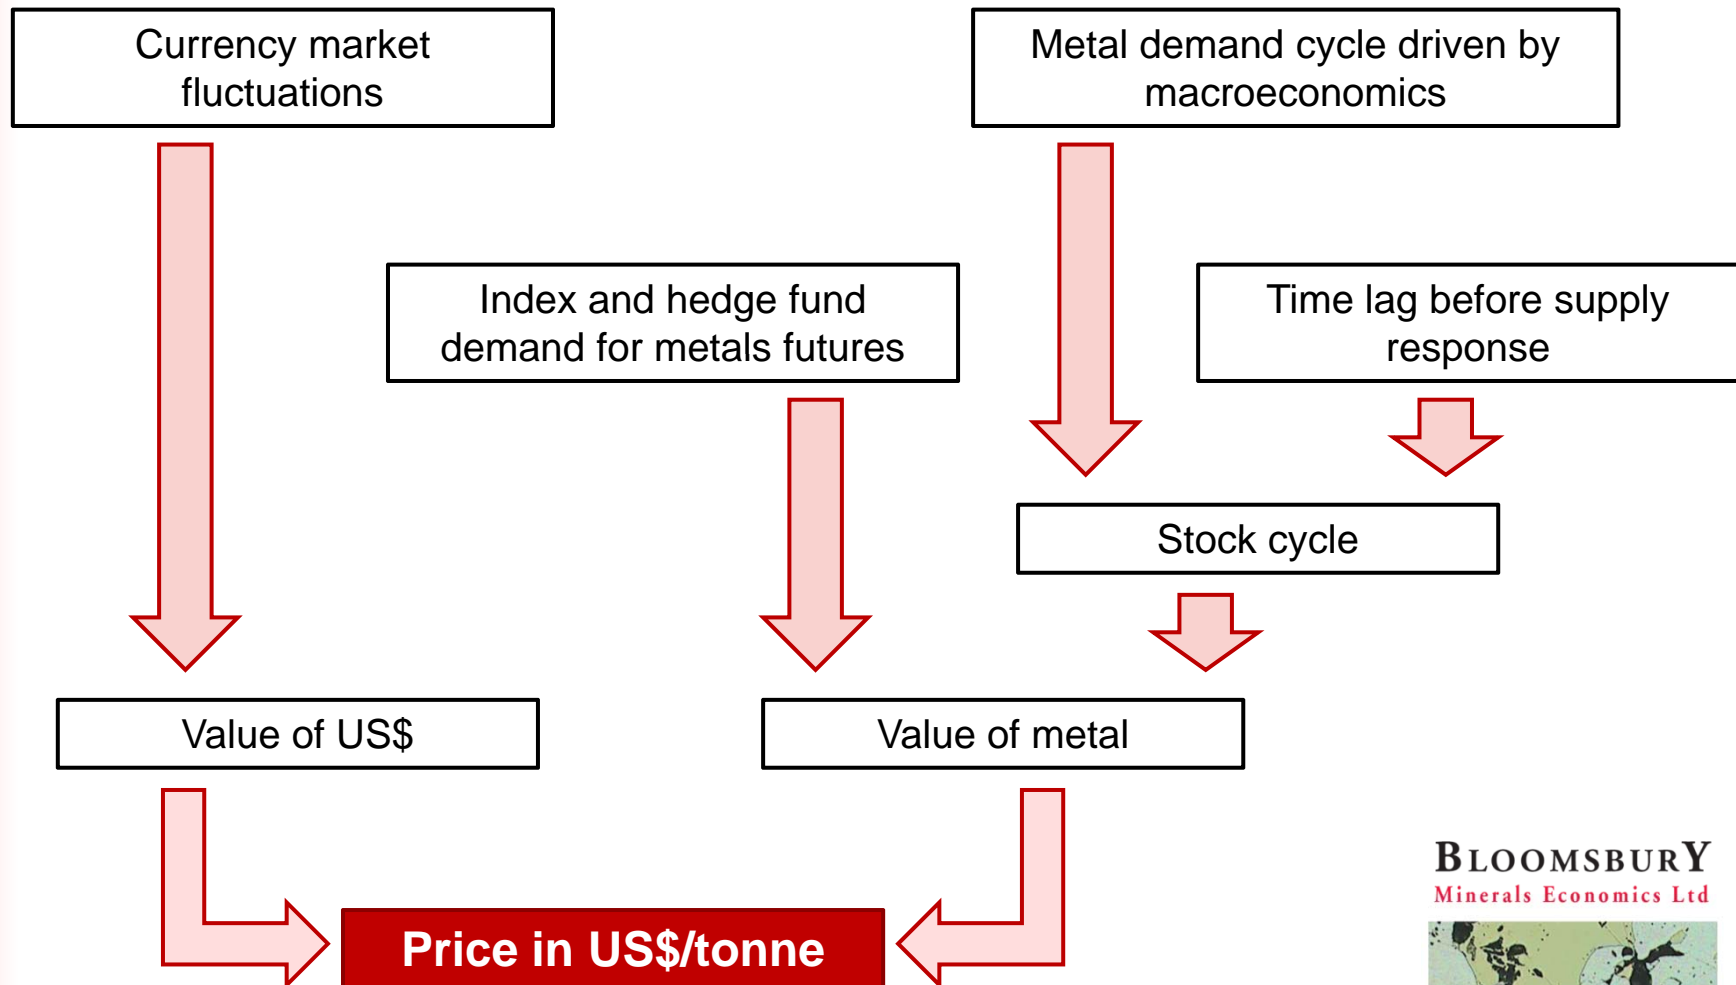 Currency market
fluctuations
Metal demand cycle driven by
macroeconomics
Index and hedge fund
demand for metals futures
Time lag before supply
response
Stock cycle
Value of US$
Value of metal
Price in US$/tonne
BLOOMSBURY
Minerals Economics Ltd